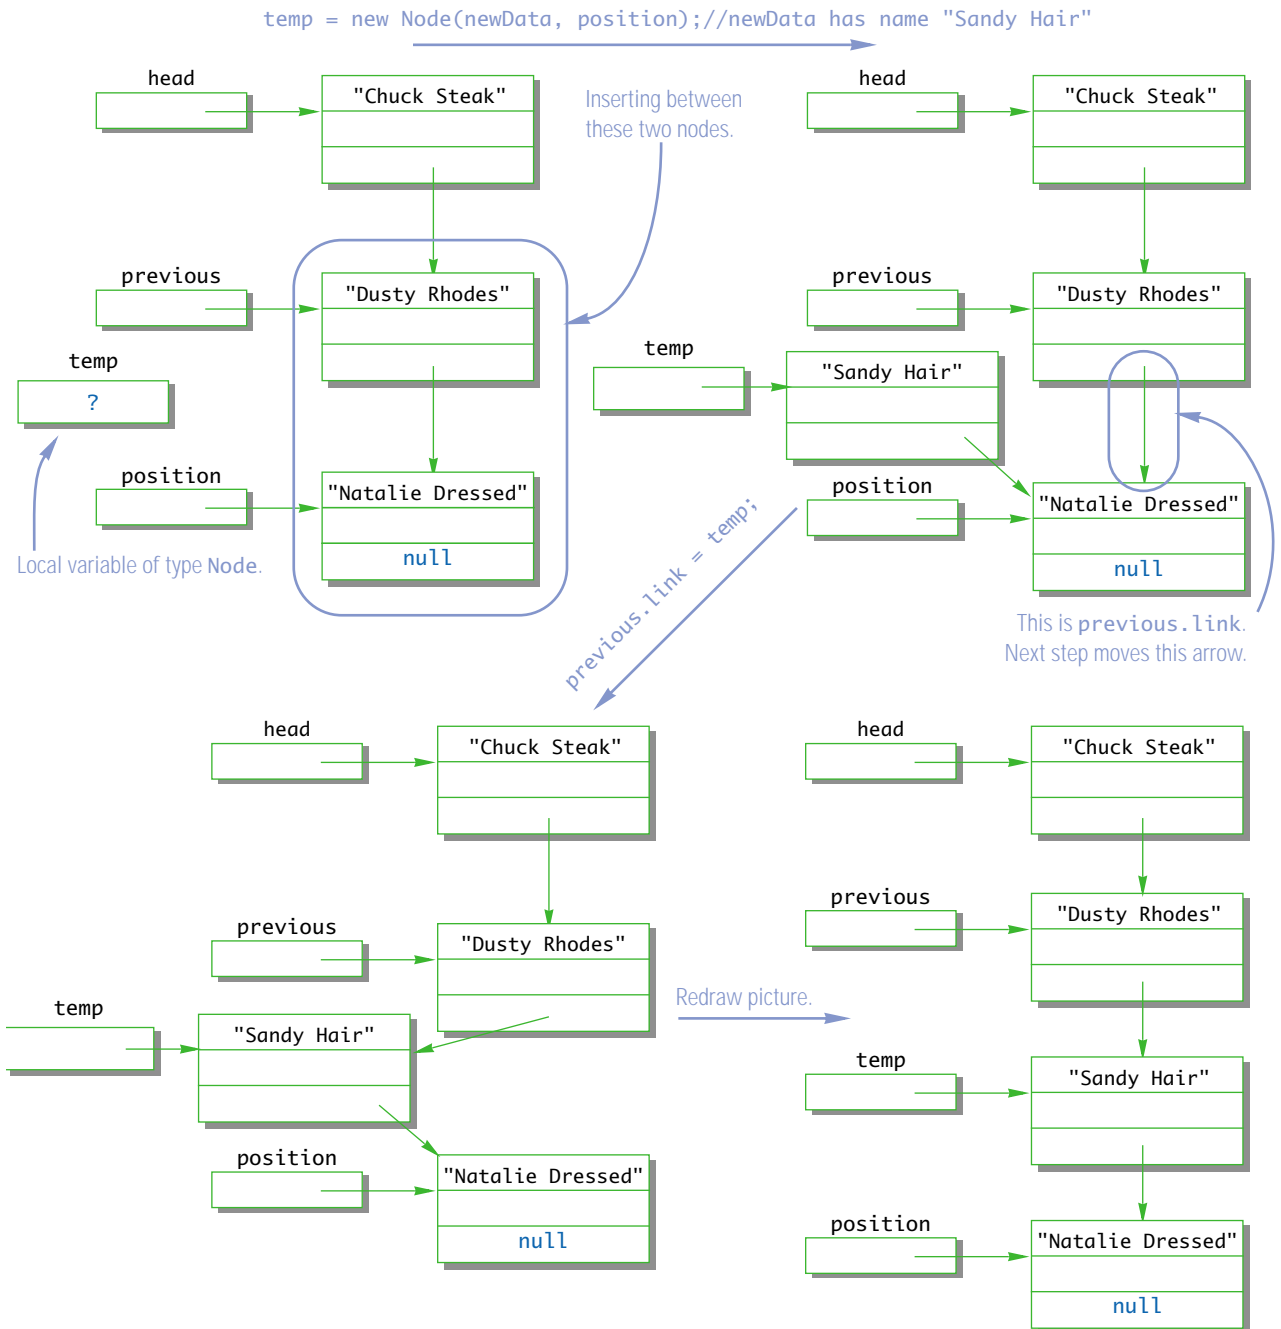 temp = new Node(newData, position);//newData has name "Sandy Hair"
head
"Chuck Steak"
Inserting between
these two nodes.
previous
"Dusty Rhodes"
temp
?
position
"Natalie Dressed"
null
Local variable of type Node.
head
"Chuck Steak"
previous
"Dusty Rhodes"
temp
"Sandy Hair"
position
"Natalie Dressed"
null
This is previous.link.
Next step moves this arrow.
previous.link = temp;
head
"Chuck Steak"
previous
"Dusty Rhodes"
temp
"Sandy Hair"
position
"Natalie Dressed"
null
Redraw picture.
head
"Chuck Steak"
previous
"Dusty Rhodes"
temp
"Sandy Hair"
position
"Natalie Dressed"
null